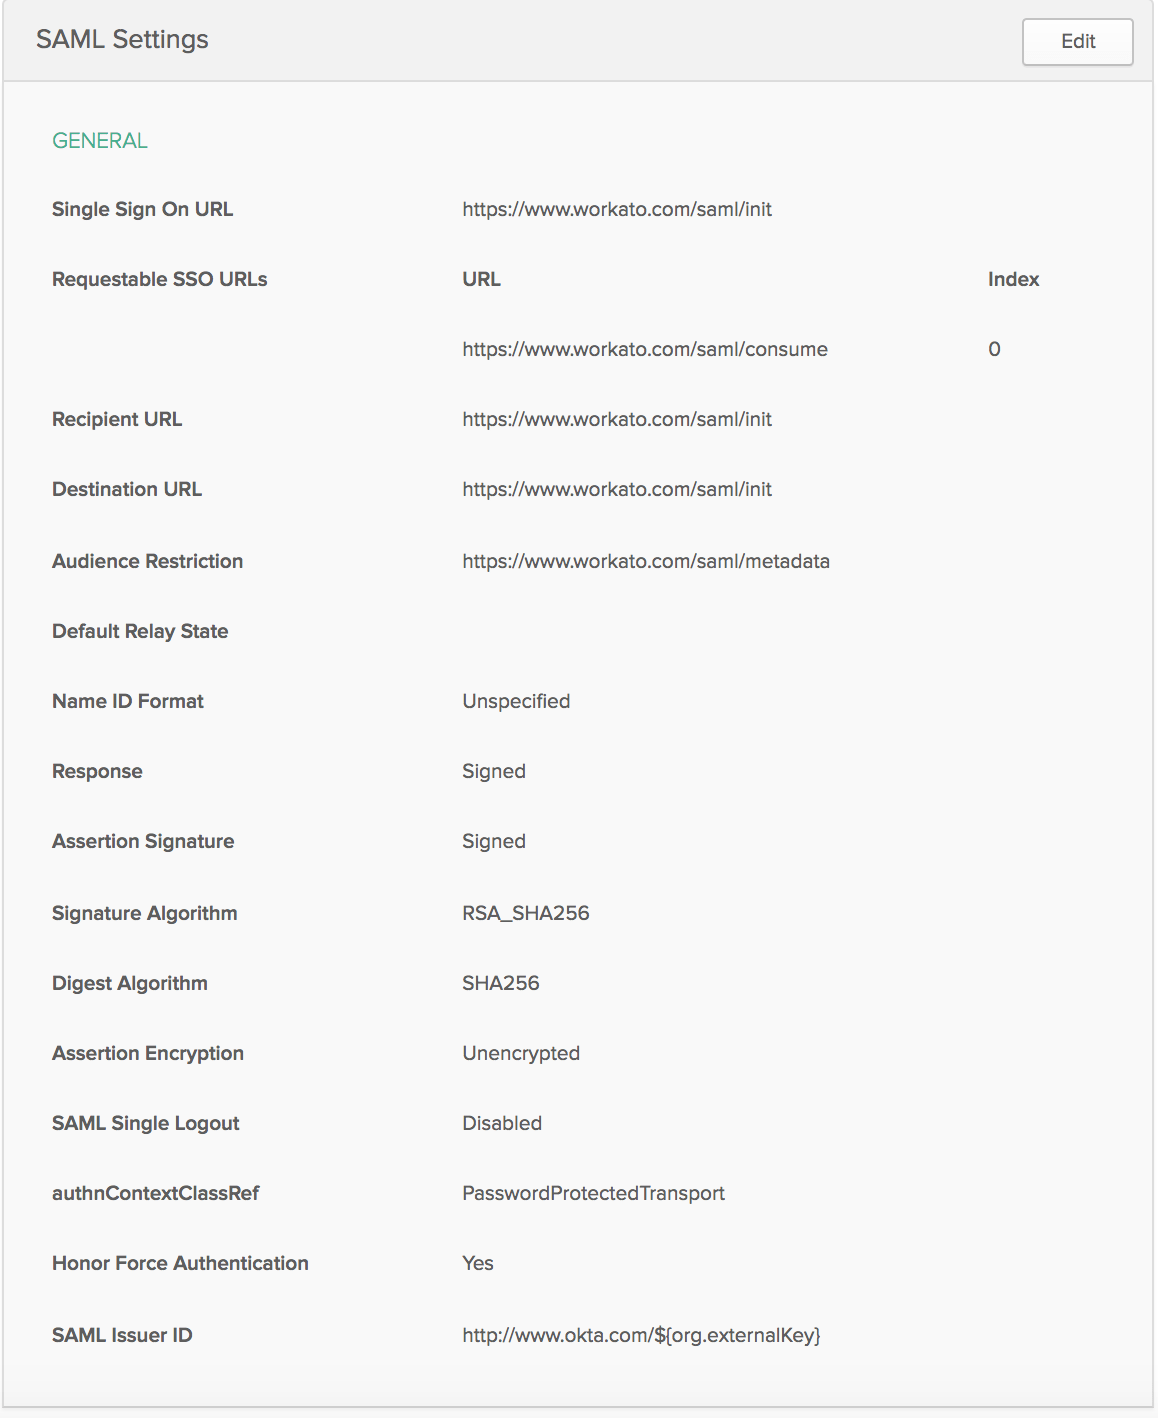 SAML Settings
Edit
GENERAL
Single Sign On URL https://www.workato.com/saml/init
Requestable SSO URLs URL Index
https://www.workato.com/saml/consume 0
Recipient URL https://www.workato.com/saml/init
Destination URL https://www.workato.com/saml/init
Audience Restriction https://www.workato.com/saml/metadata
Default Relay State
Name ID Format Unspecified
Response Signed
Assertion Signature Signed
Signature Algorithm RSA_SHA256
Digest Algorithm SHA256
Assertion Encryption Unencrypted
SAML Single Logout Disabled
authnContextClassRef PasswordProtectedTransport
Honor Force Authentication Yes
SAML Issuer ID http://www.okta.com/${org.externalKey}